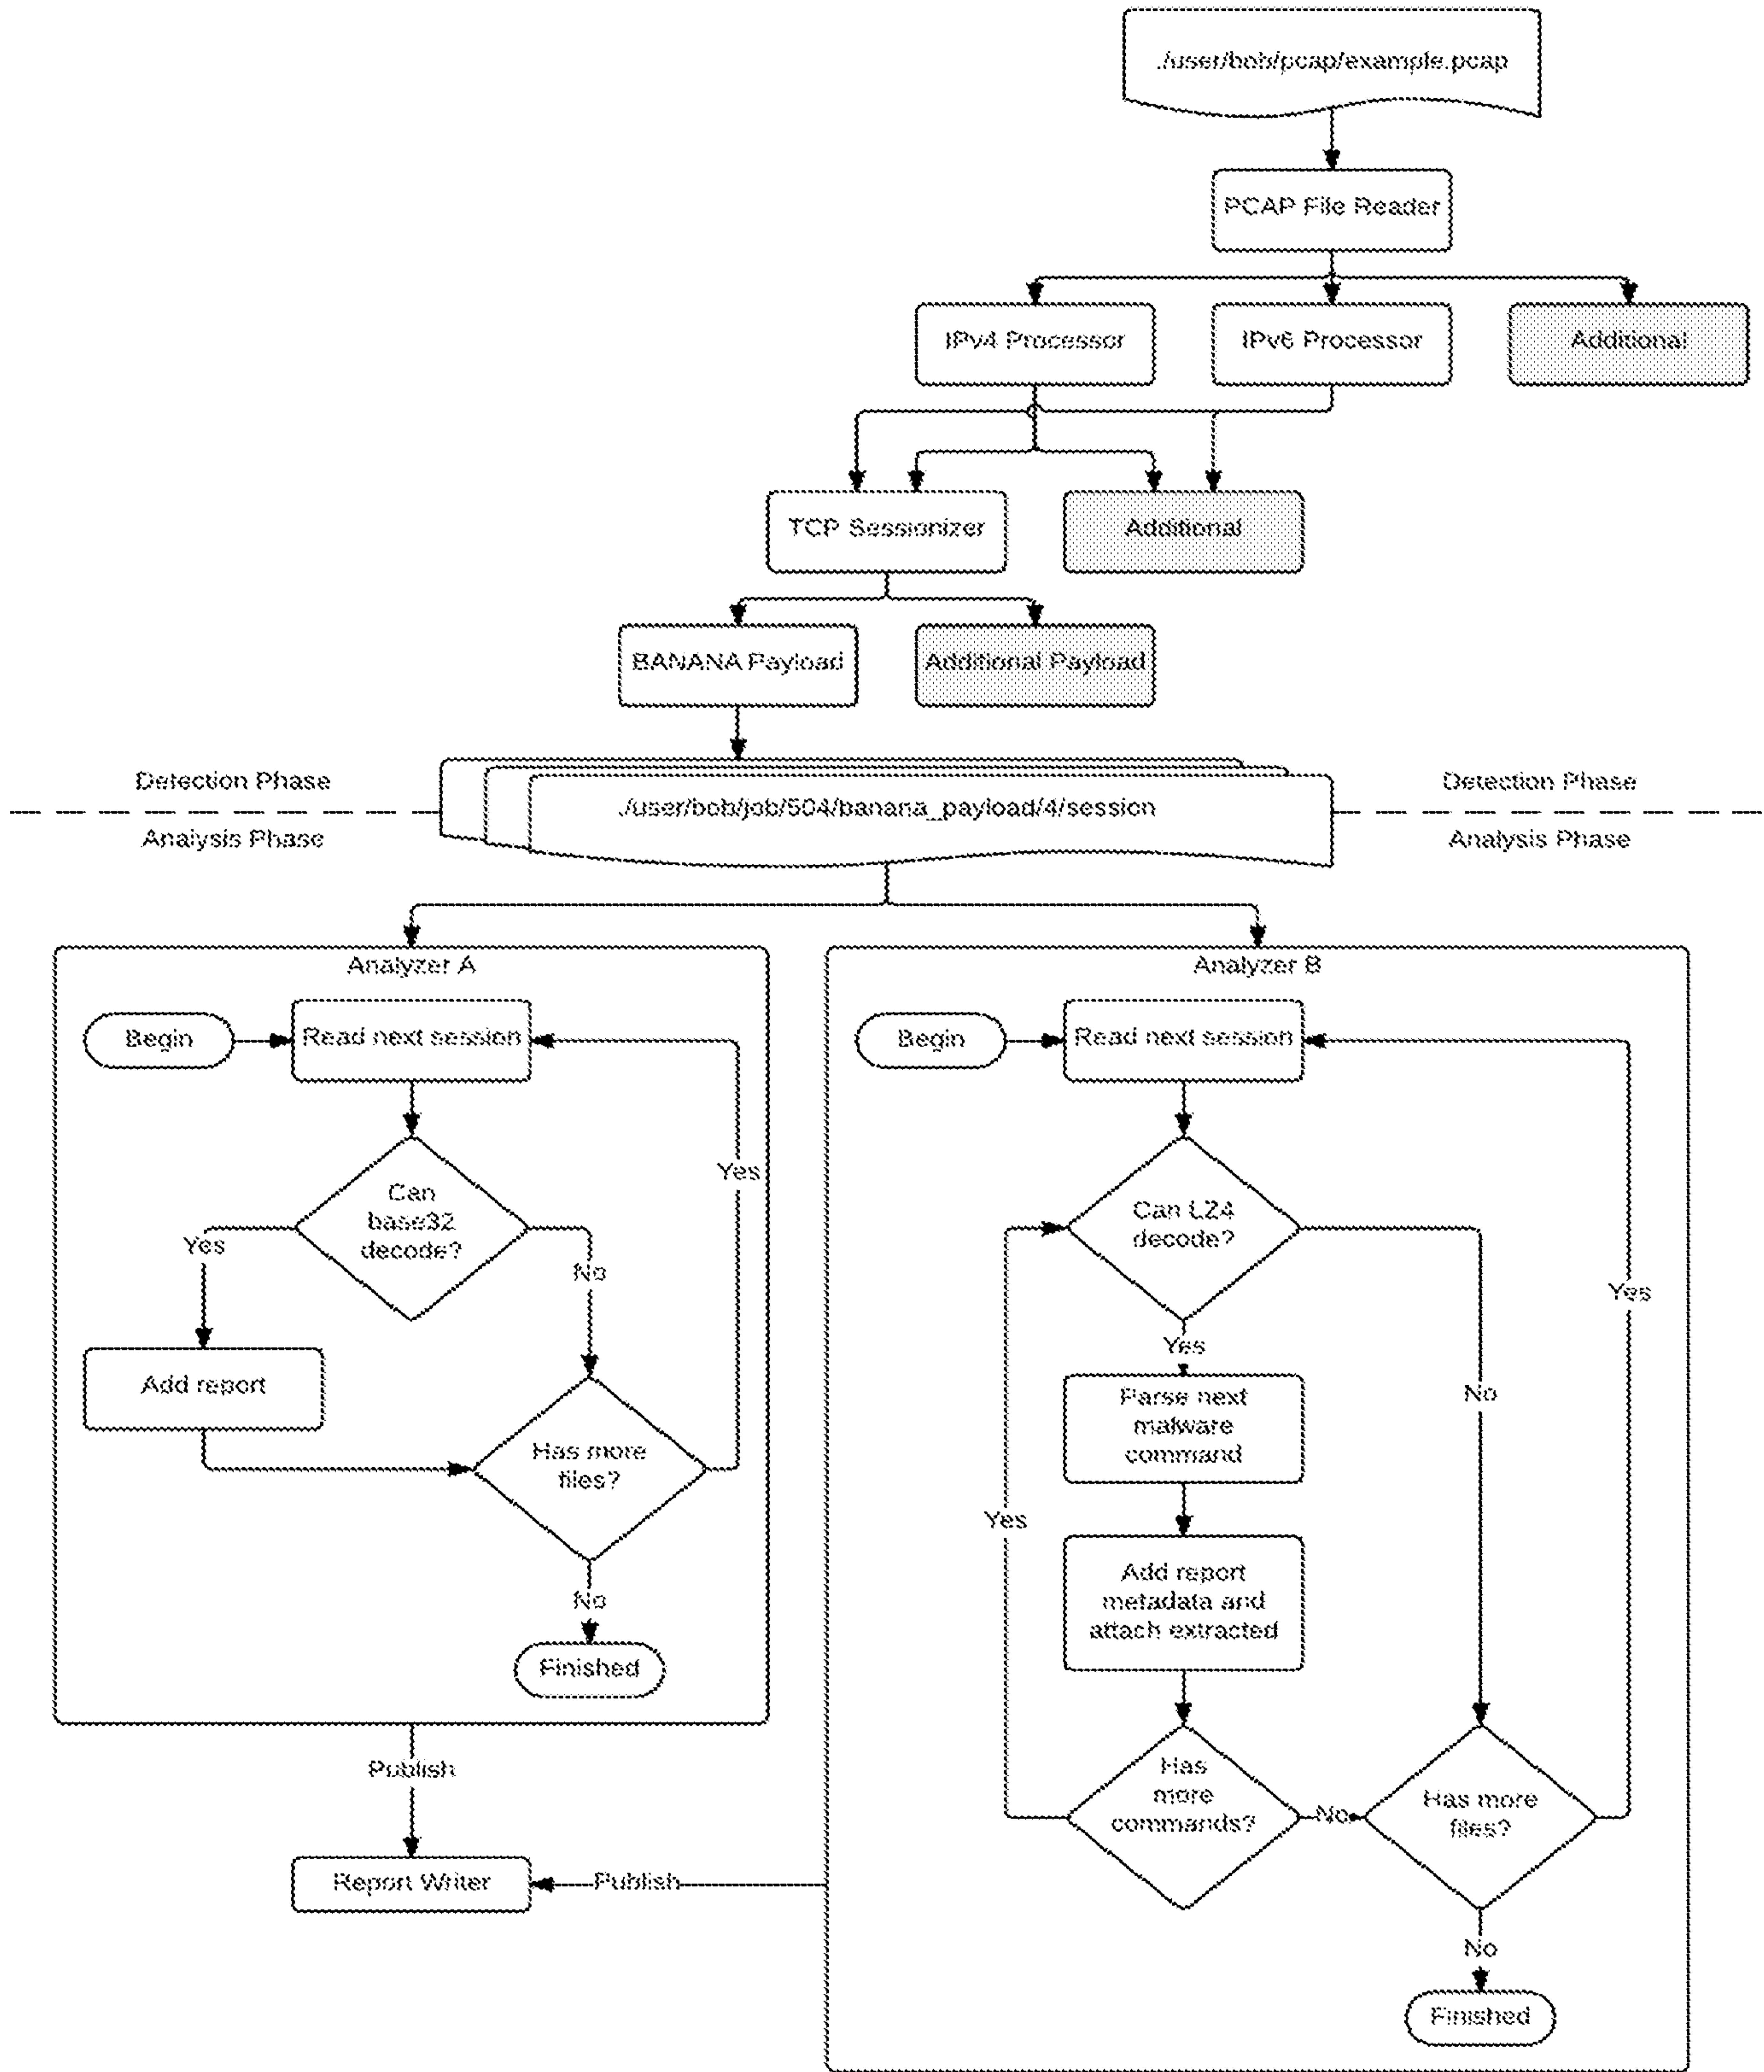 ./user/bob/pcap/example.pcap
PCAP File Reader
IPv4 Processor
IPv6 Processor
Additional
TCP Sessionizer
Additional
BANANA Payload
Additional Payload
Detection Phase
Detection Phase
./user/bob/job/504/banana_payload/4/session
Analysis Phase
Analysis Phase
Analyzer A
Begin
Read next session
Can
base32
decode?
Yes
No
Yes
Add report
Has more
files?
No
Finished
Publish
Report Writer
Publish
Analyzer B
Begin
Read next session
Can LZ4
decode?
Yes
No
Yes
Parse next
malware
command
Yes
Add report
metadata and
attach extracted
Has
more
commands?
No
Has more
files?
No
Finished